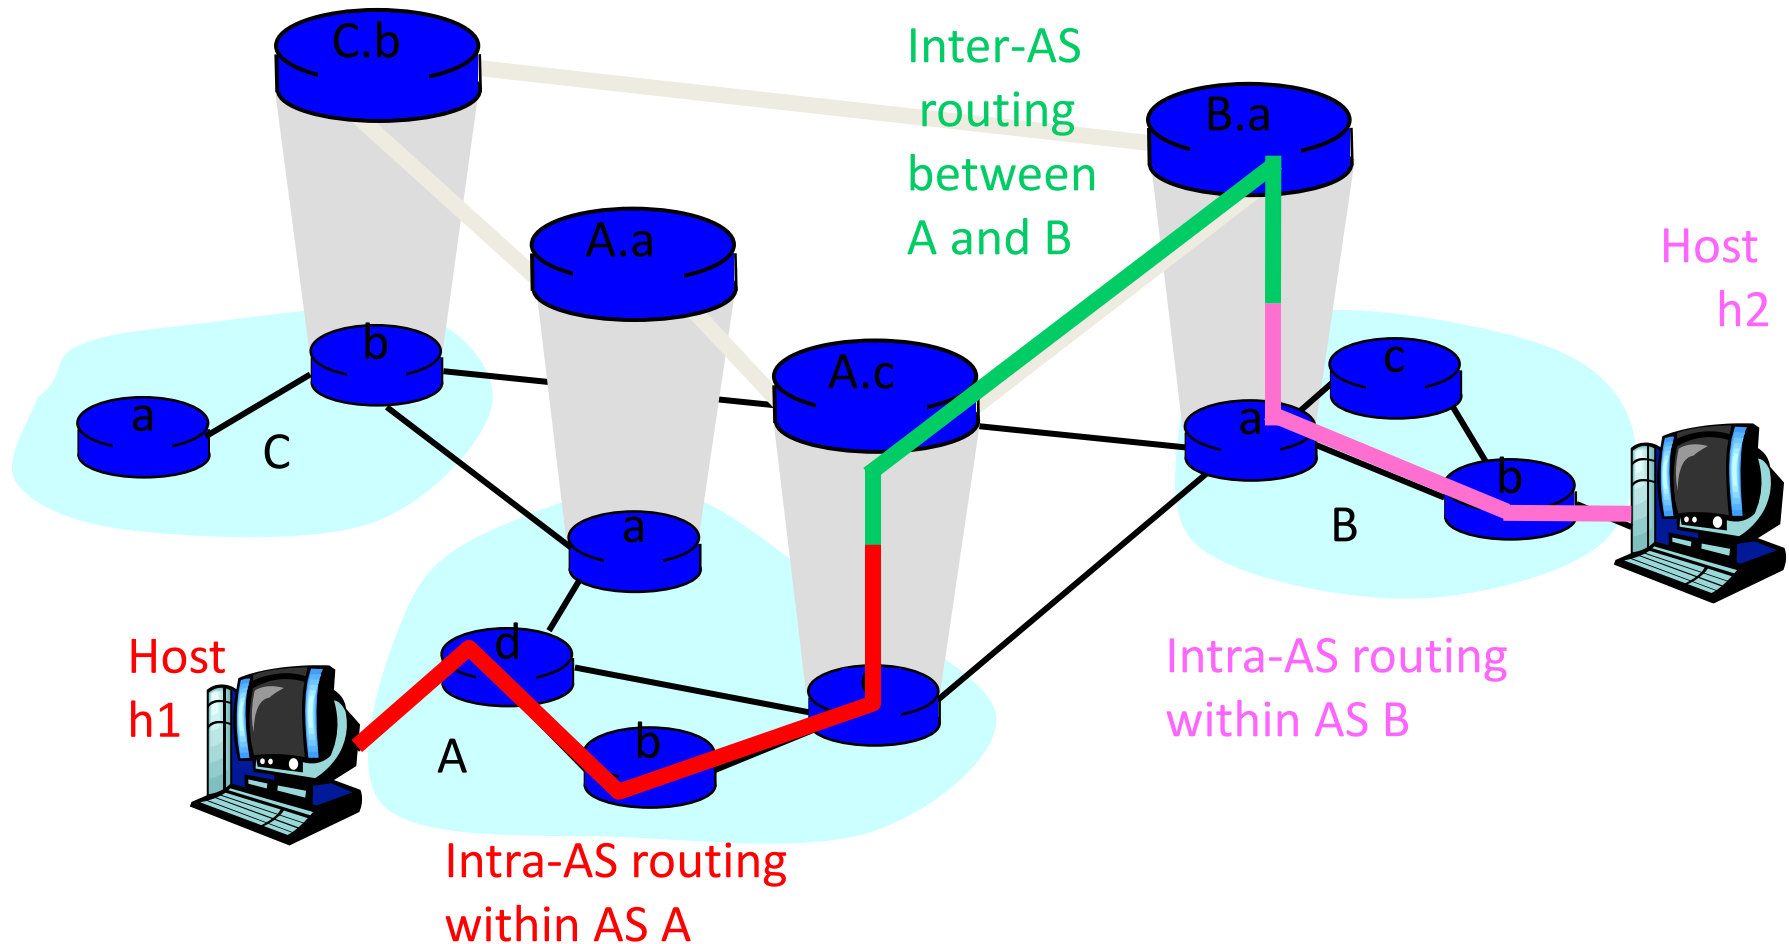 C.b
Inter-AS
routing
between
A and B
B.a
A.a
Host
h2
b
A.c
c
a
a
C
b
B
a
Host
h1
d
Intra-AS routing
within AS B
b
A
Intra-AS routing
within AS A